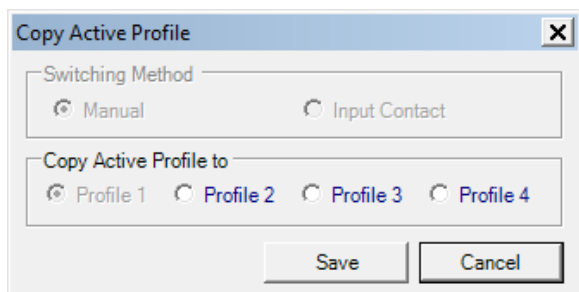 Copy Active Profile
Switching Method
Manual Input Contact
Copy Active Profile to
Profile 1 Profile 2 Profile 3 Profile 4
Save Cancel